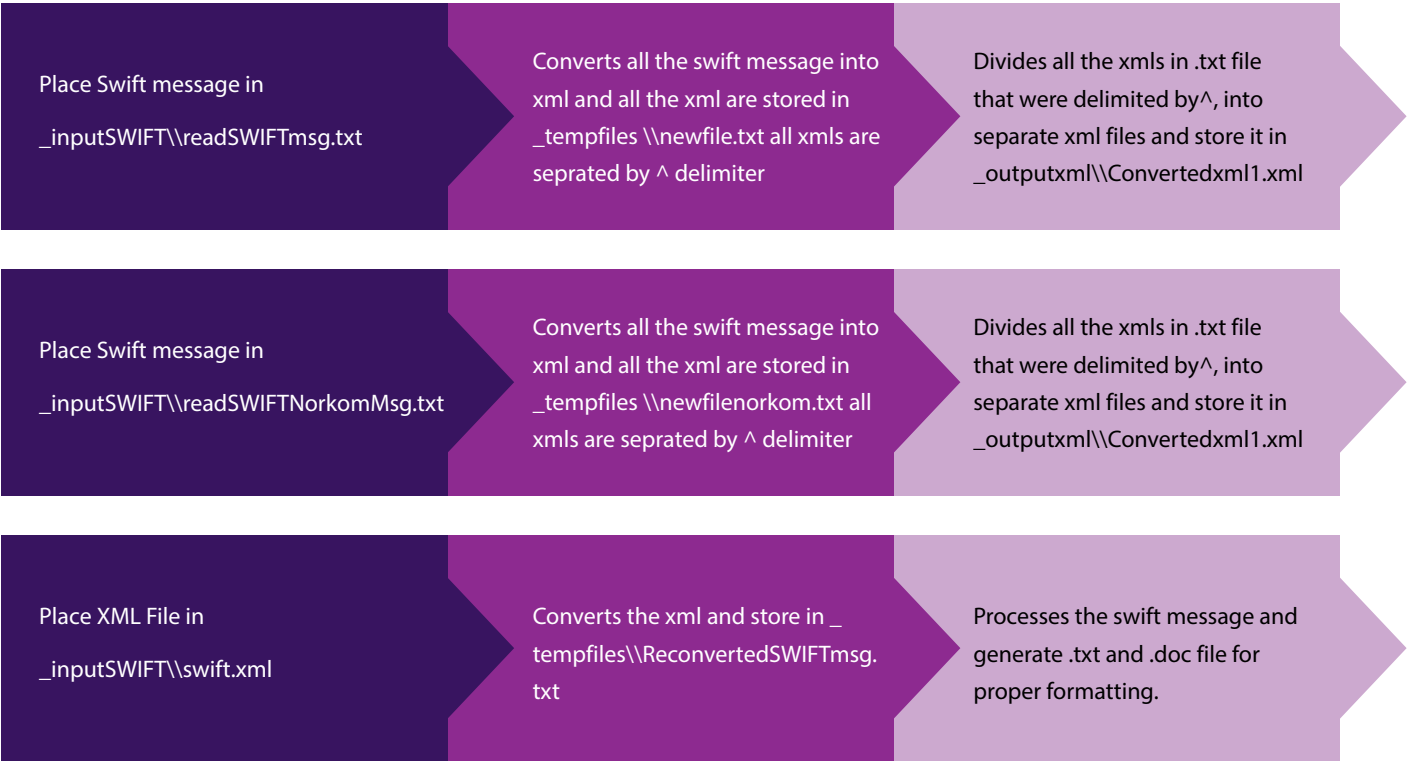 Place Swift message in
_inputSWIFT\\readSWIFTmsg.txt
Converts all the swift message into
xml and all the xml are stored in
_tempfiles \\newfile.txt all xmls are
seprated by ^ delimiter
Divides all the xmls in .txt file
that were delimited by^, into
separate xml files and store it in
_outputxml\\Convertedxml1.xml
Place Swift message in
_inputSWIFT\\readSWIFTNorkomMsg.txt
Converts all the swift message into
xml and all the xml are stored in
_tempfiles \\newfilenorkom.txt all
xmls are seprated by ^ delimiter
Divides all the xmls in .txt file
that were delimited by^, into
separate xml files and store it in
_outputxml\\Convertedxml1.xml
Place XML File in
_inputSWIFT\\swift.xml
Converts the xml and store in _
tempfiles\\ReconvertedSWIFTmsg.
txt
Processes the swift message and
generate .txt and .doc file for
proper formatting.